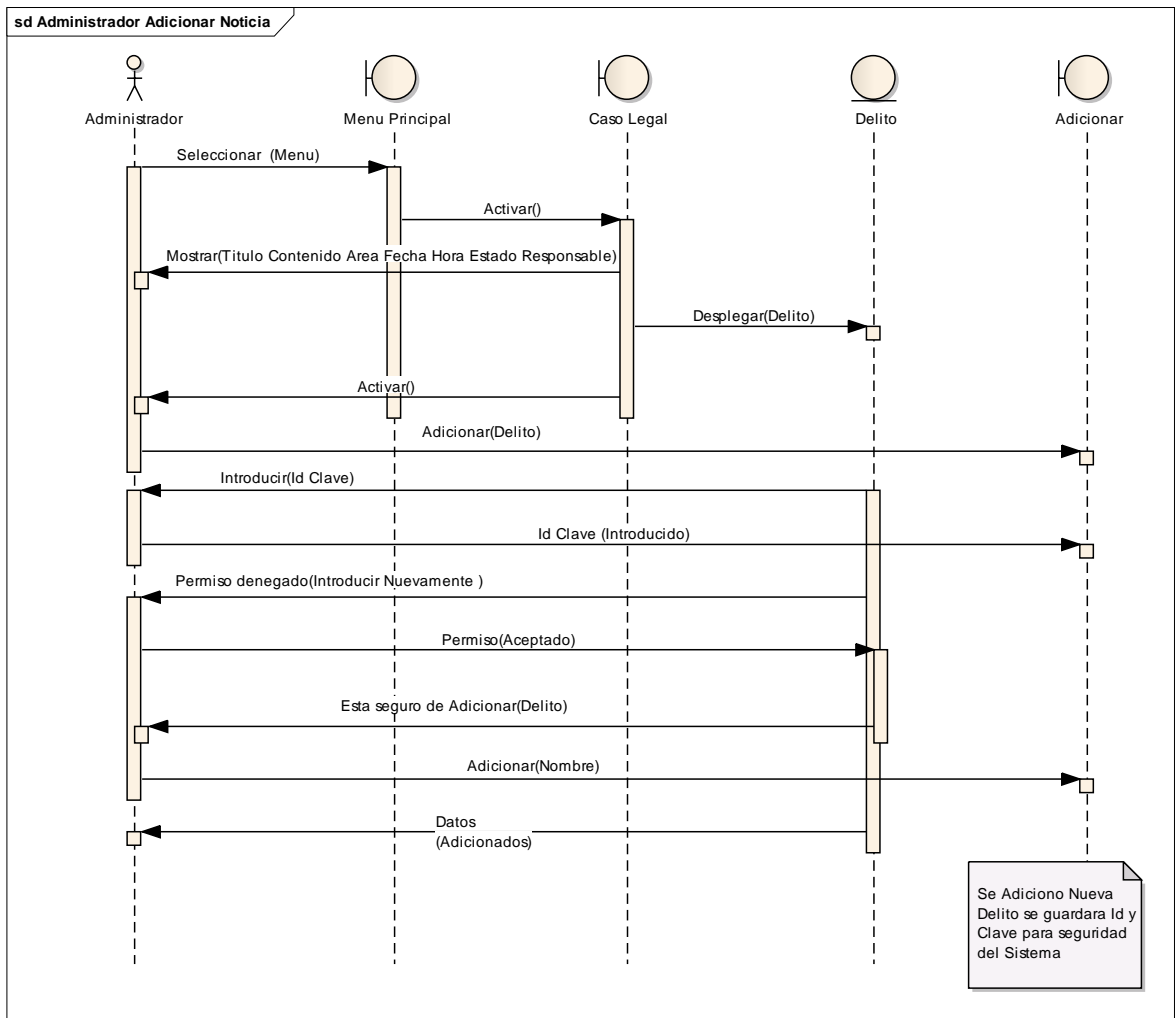 sd Administrador Adicionar Noticia
Administrador
Menu Principal
Caso Legal
Delito
Adicionar
Seleccionar (Menu)
Activar()
Mostrar(Titulo Contenido Area Fecha Hora Estado Responsable)
Desplegar(Delito)
Activar()
Adicionar(Delito)
Introducir(Id Clave)
Id Clave (Introducido)
Permiso denegado(Introducir Nuevamente )
Permiso(Aceptado)
Esta seguro de Adicionar(Delito)
Adicionar(Nombre)
Datos
(Adicionados)
Se Adiciono Nueva
Delito se guardara Id y
Clave para seguridad
del Sistema